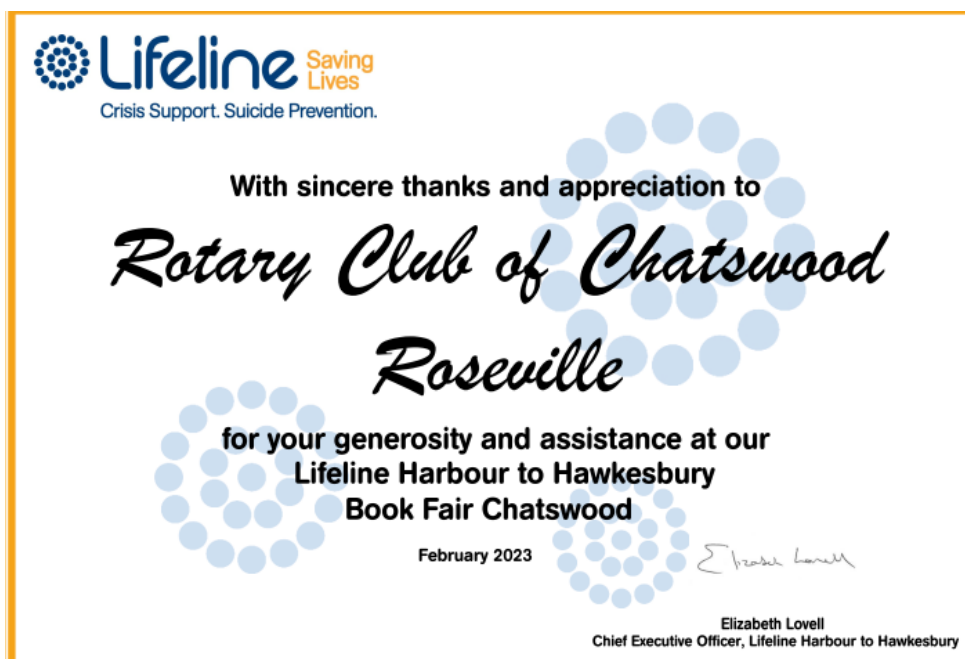 Lifeline Saving Lives
Crisis Support. Suicide Prevention.
With sincere thanks and appreciation to
Rotary Club of Chatswood
Roseville
for your generosity and assistance at our
Lifeline Harbour to Hawkesbury
Book Fair Chatswood
February 2023
Elizabeth Lovell
Elizabeth Lovell
Chief Executive Officer, Lifeline Harbour to Hawkesbury